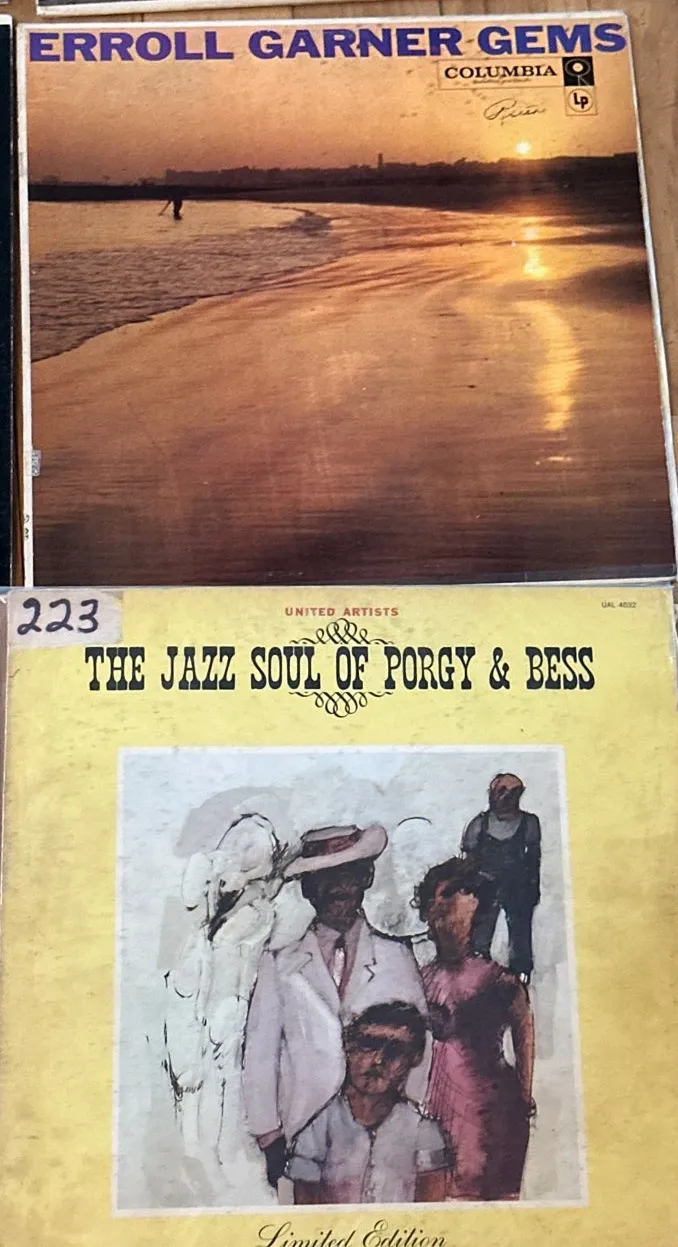 ERROLL GARNER GEMS
COLUMBIA
Lp
223
UNITED ARTISTS
UAL 4032
THE JAZZ SOUL OF PORGY & BESS
Limited Edition